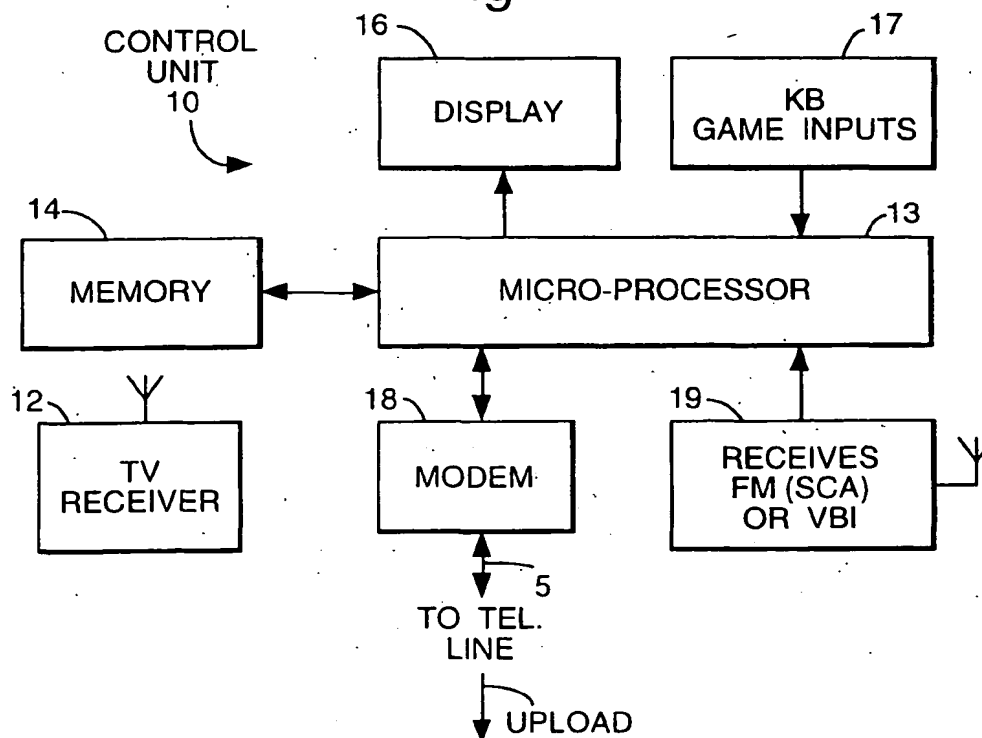 CONTROL
UNIT
10
16
DISPLAY
17
KB
GAME INPUTS
14
MEMORY
13
MICRO-PROCESSOR
12
TV
RECEIVER
18
MODEM
19
RECEIVES
FM (SCA)
OR VBI
5
TO TEL.
LINE
UPLOAD